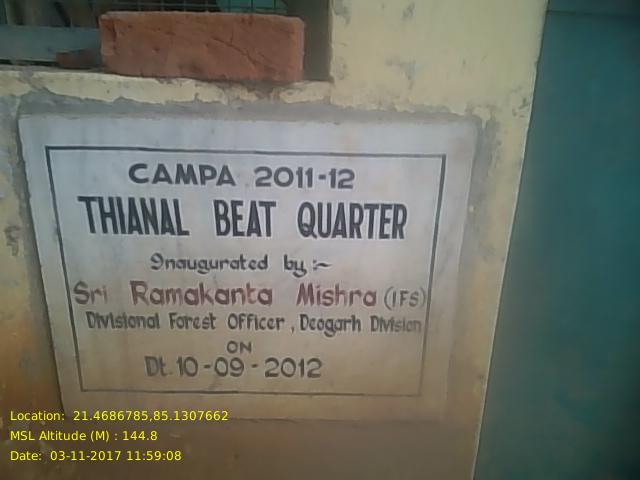 CAMPA 2011-12
THIANAL BEAT QUARTER
Inaugurated by :-
Sri Ramakanta Mishra (IFS)
Divisional Forest Officer, Deogarh Division
ON
Dt. 10-09-2012
Location: 21.4686785,85.1307662
MSL Altitude (M) : 144.8
Date: 03-11-2017 11:59:08